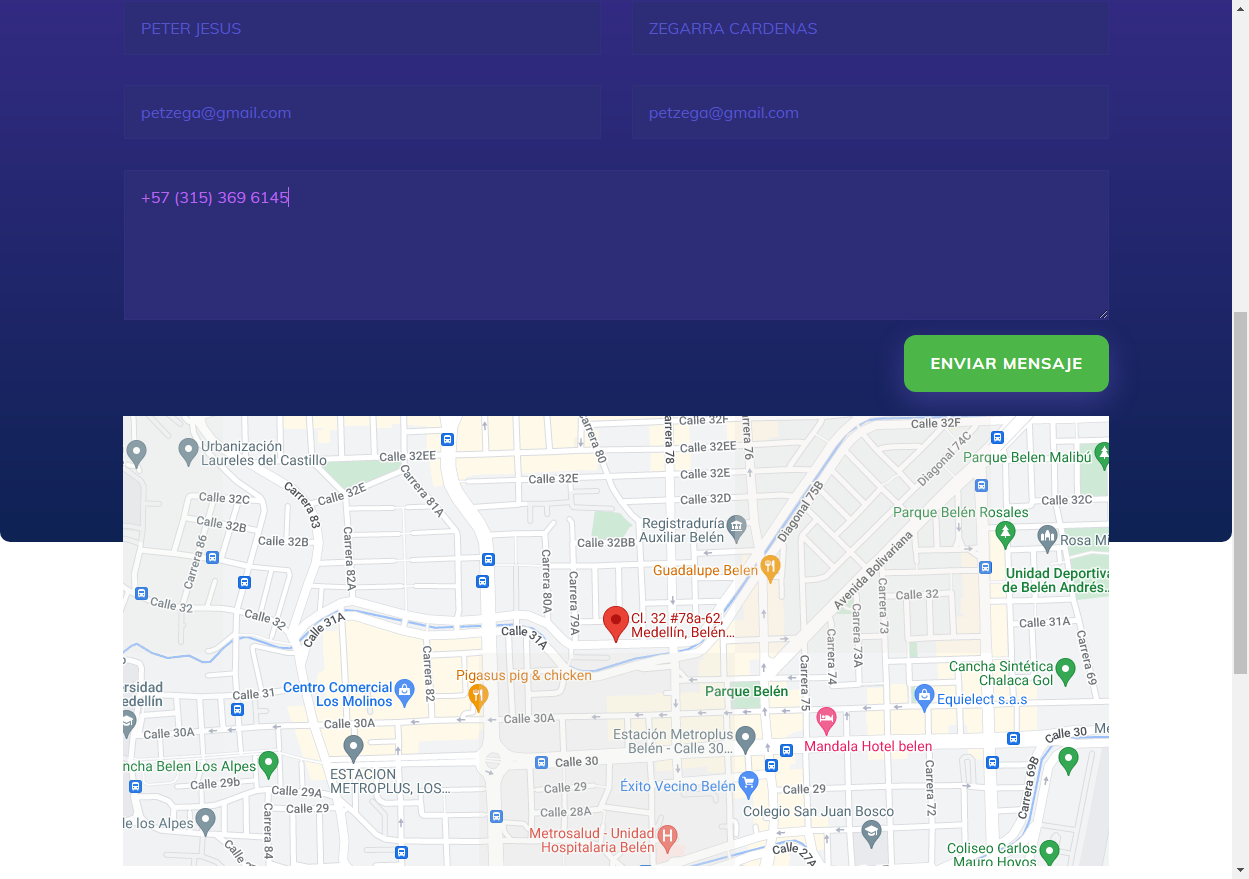 PETER JESUS
ZEGARRA CARDENAS
petzega@gmail.com
petzega@gmail.com
+57 (315) 369 6145
ENVIAR MENSAJE
Calle 32F
Calle 32F
Urbanización
Laureles del Castillo
Calle 32EE
Carrera 80
Carrera 78
Calle 32EE
Carrera 76
Diagonal 74C
Parque Belen Malibú
Calle 32E
Calle 32E
Calle 32E
Carrera 81A
Carrera 83
Calle 32C
Calle 32D
Diagonal 75B
Calle 32C
Calle 32B
Registraduría
Auxiliar Belén
Parque Belén Rosales
Calle 32B
Calle 32BB
Rosa Mi
Carrera 86
Carrera 82A
Carrera 80A
Carrera 79A
Guadalupe Belen
Avenida Bolivariana
Unidad Deportiva
de Belén Andrés...
Calle 32
Calle 32
Carrera 73
Calle 32
Cl. 32 #78a-62,
Medellín, Belén...
Calle 31A
Calle 31A
Calle 31A
Carrera 73A
Carrera 74
Carrera 69
Carrera 82
Pigasus pig & chicken
Carrera 75
Cancha Sintética
Chalaca Gol
ersidad
edellín
Calle 31
Centro Comercial
Los Molinos
Parque Belén
Equielect s.a.s
Calle 30A
Calle 30A
Calle 30A
Estación Metroplus
Belén - Calle 30...
Mandala Hotel belen
Calle 30
Me
ncha Belen Los Alpes
ESTACION
METROPLUS, LOS...
Calle 30
Calle 29b
Calle 29A
Calle 29
Éxito Vecino Belén
Calle 29
Carrera 72
Carrera 69B
Calle 29
Calle 28A
Colegio San Juan Bosco
de los Alpes
Carrera 84
Metrosalud - Unidad
Hospitalaria Belén
Calle 27A
Coliseo Carlos
Mauro Hoyos